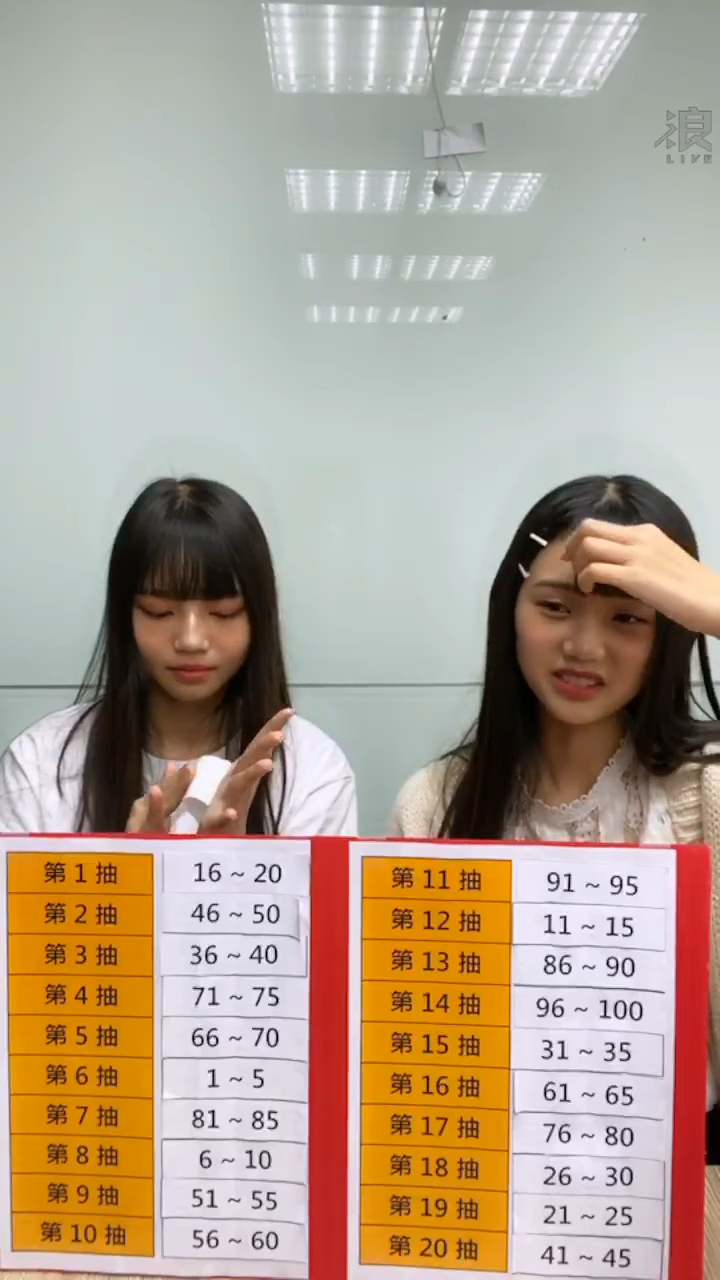 浪
LIVE
第 1 抽 16 ~ 20
第 2 抽 46 ~ 50
第 3 抽 36 ~ 40
第 4 抽 71 ~ 75
第 5 抽 66 ~ 70
第 6 抽 1 ~ 5
第 7 抽 81 ~ 85
第 8 抽 6 ~ 10
第 9 抽 51 ~ 55
第 10 抽 56 ~ 60
第 11 抽 91 ~ 95
第 12 抽 11 ~ 15
第 13 抽 86 ~ 90
第 14 抽 96 ~ 100
第 15 抽 31 ~ 35
第 16 抽 61 ~ 65
第 17 抽 76 ~ 80
第 18 抽 26 ~ 30
第 19 抽 21 ~ 25
第 20 抽 41 ~ 45